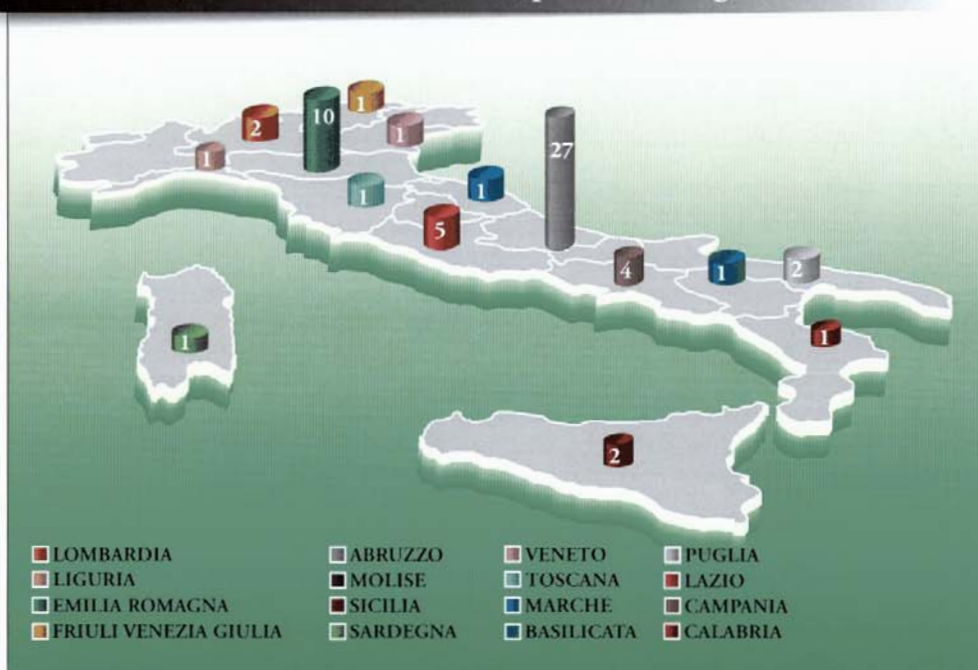 10
1
2
1
1
27
1
1
5
4
1
2
1
1
2
LOMBARDIA
LIGURIA
EMILIA ROMAGNA
FRIULI VENEZIA GIULIA
ABRUZZO
MOLISE
SICILIA
SARDEGNA
VENETO
TOSCANA
MARCHE
BASILICATA
PUGLIA
LAZIO
CAMPANIA
CALABRIA